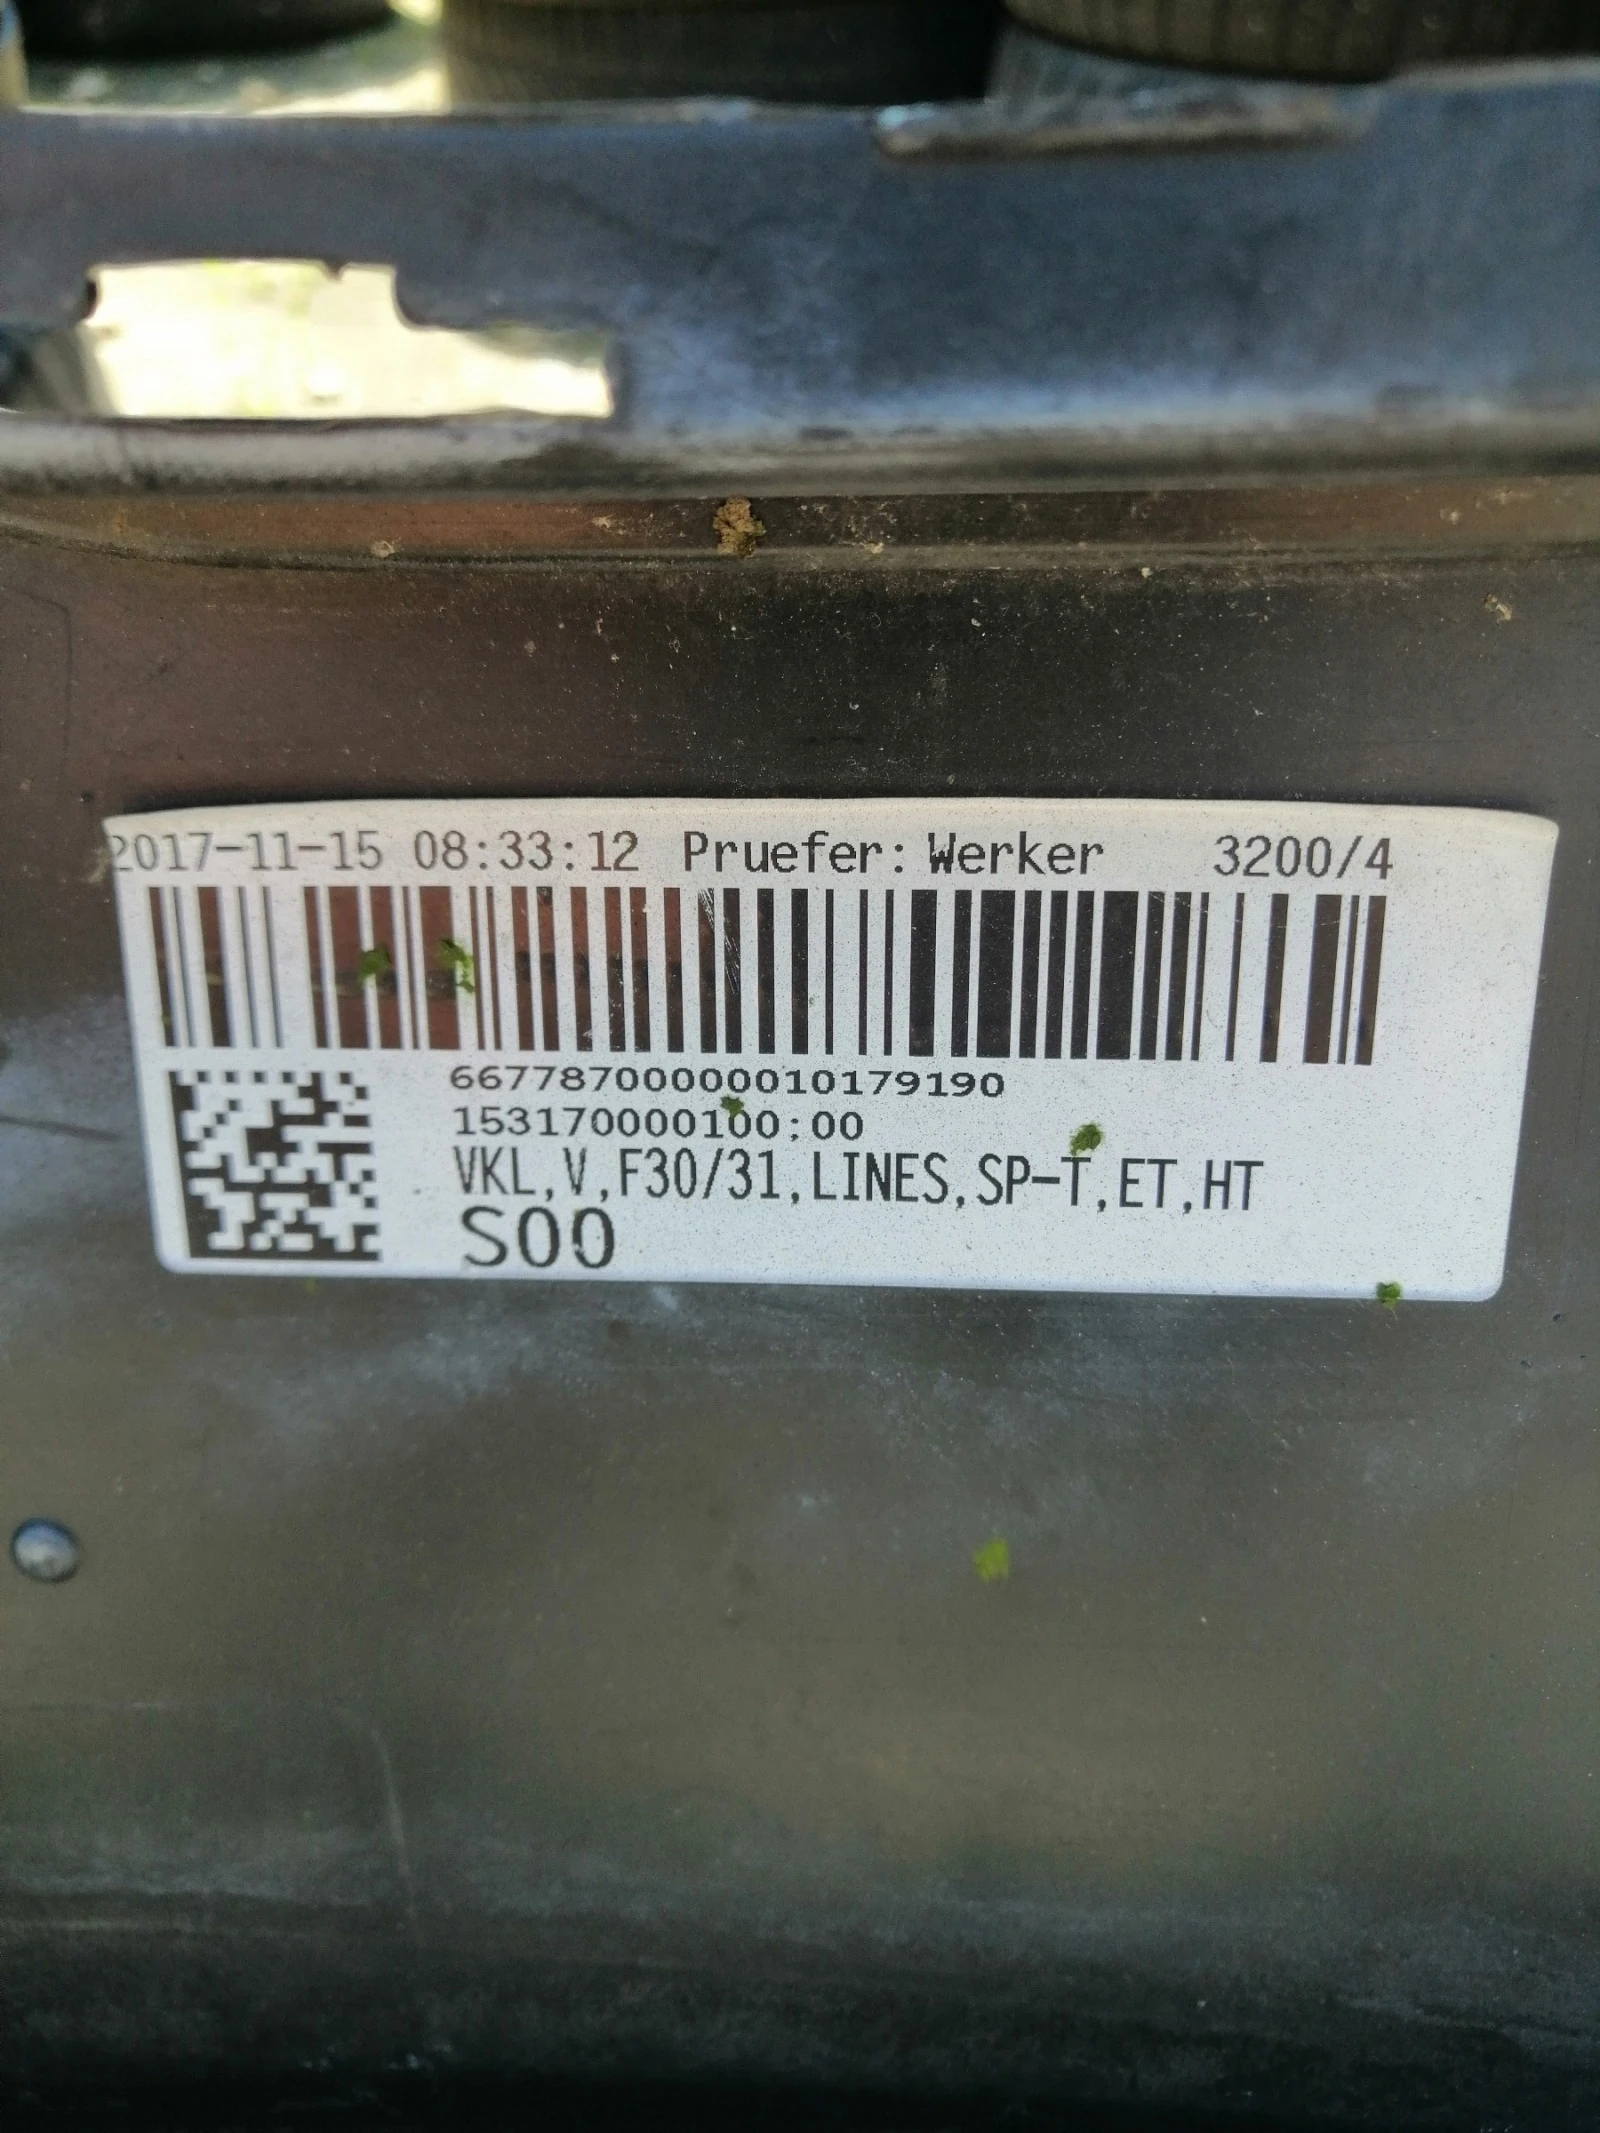 2017-11-15 08:33:12 Pruefer: Werker 3200/4
66778700000010179190
153170000100:00
VKL,V,F30/31,LINES,SP-T,ET,HT
S00